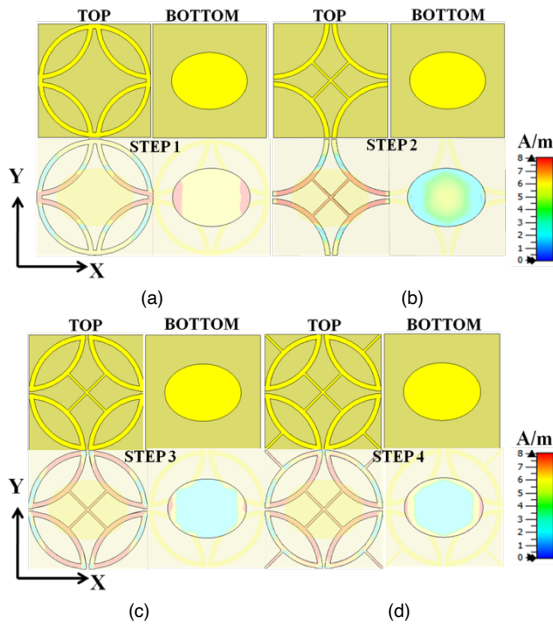 TOP BOTTOM TOP BOTTOM
STEP 1 STEP 2 A/m
Y
8
7
6
5
4
3
2
1
0
X
(a) (b)
TOP BOTTOM TOP BOTTOM
STEP 3 STEP 4 A/m
Y
8
7
6
5
4
3
2
1
0
X
(c) (d)